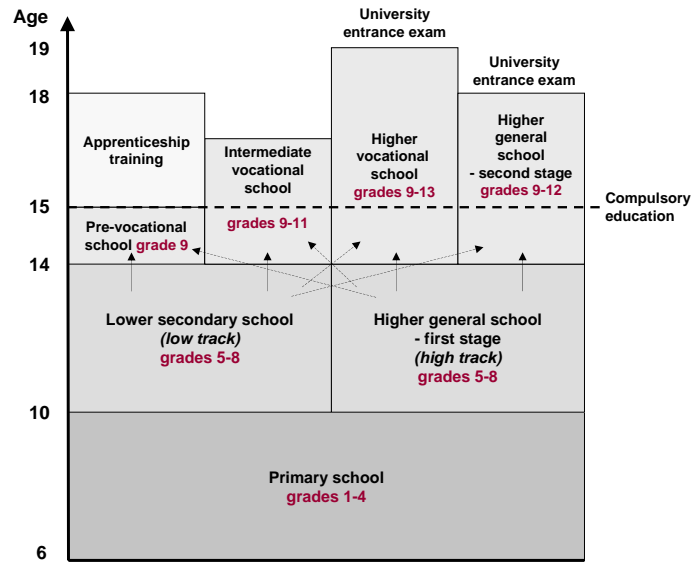 Age
University
entrance exam
19
University
entrance exam
18
Apprenticeship
training
Intermediate
vocational
school
Higher
vocational
school
grades 9-13
Higher
general
school
- second stage
grades 9-12
15
Compulsory
education
Pre-vocational
school grade 9
grades 9-11
14
Lower secondary school
(low track)
grades 5-8
Higher general school
- first stage
(high track)
grades 5-8
10
Primary school
grades 1-4
6